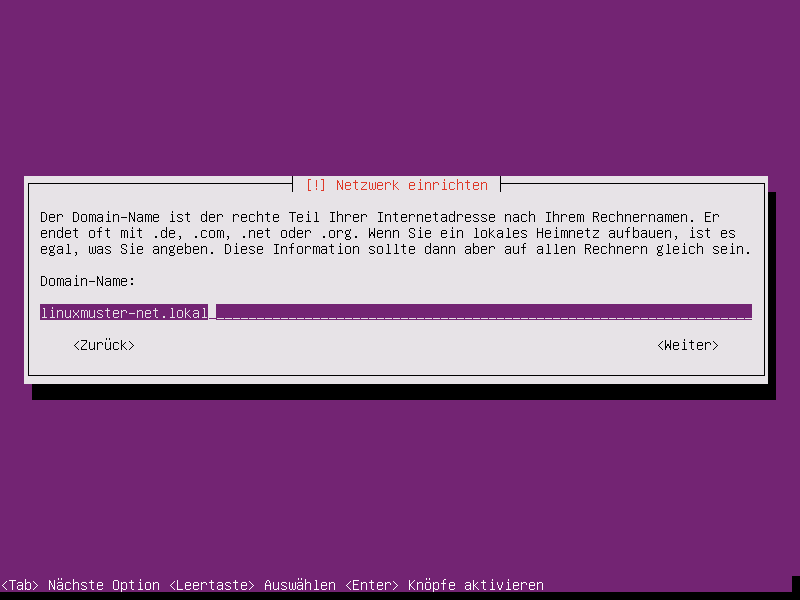 [!] Netzwerk einrichten
Der Domain-Name ist der rechte Teil Ihrer Internetadresse nach Ihrem Rechnernamen. Er
endet oft mit .de, .com, .net oder .org. Wenn Sie ein lokales Heimnetz aufbauen, ist es
egal, was Sie angeben. Diese Information sollte dann aber auf allen Rechnern gleich sein.
Domain-Name:
linuxmuster-net.lokal
<Zurück> <Weiter>
<Tab> Nächste Option <Leertaste> Auswählen <Enter> Knöpfe aktivieren